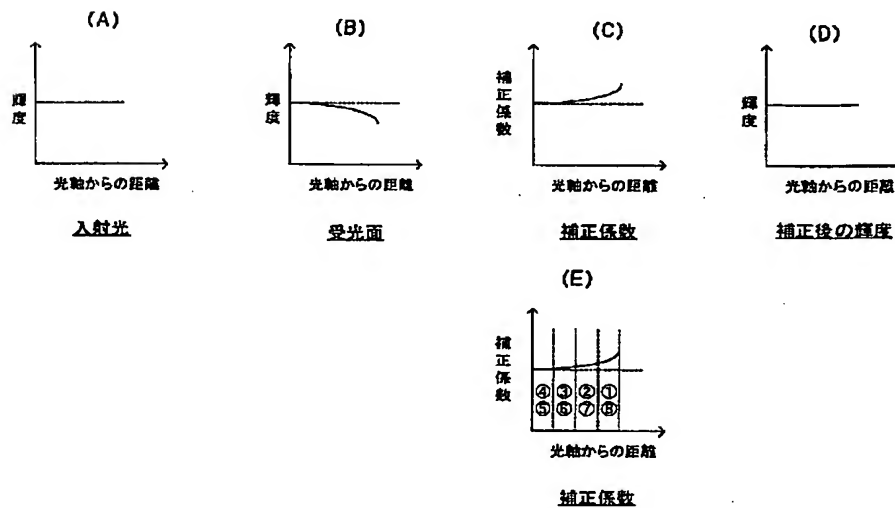 (A)
輝度
光軸からの距離
入射光
(B)
輝度
光軸からの距離
受光面
(C)
補正係数
光軸からの距離
補正係数
(D)
輝度
光軸からの距離
補正後の輝度
(E)
補正係数
④③②①
⑤⑥⑦⑧
光軸からの距離
補正係数